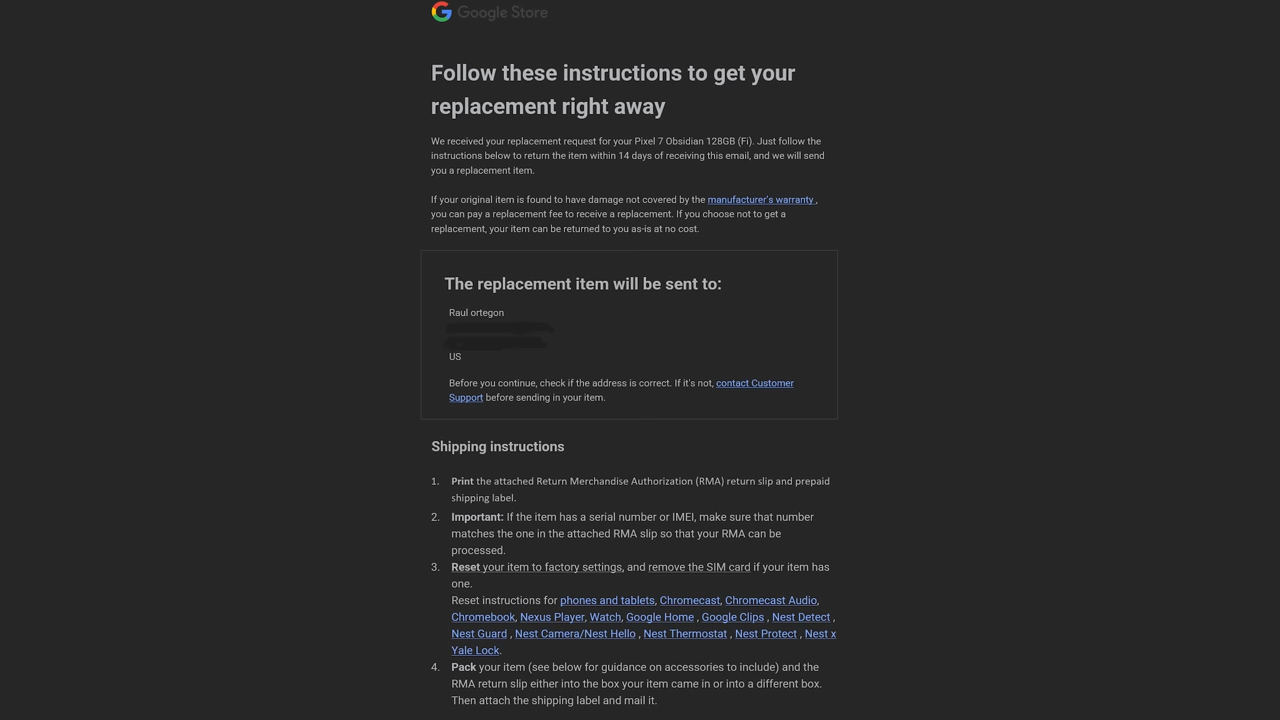 Google Store
Follow these instructions to get your
replacement right away
We received your replacement request for your Pixel 7 Obsidian 128GB (Fi). Just follow the
instructions below to return the item within 14 days of receiving this email, and we will send
you a replacement item.
If your original item is found to have damage not covered by the manufacturer's warranty ,
you can pay a replacement fee to receive a replacement. If you choose not to get a
replacement, your item can be returned to you as-is at no cost.
The replacement item will be sent to:
Raul ortegon
US
Before you continue, check if the address is correct. If it's not, contact Customer
Support before sending in your item.
Shipping instructions
1. Print the attached Return Merchandise Authorization (RMA) return slip and prepaid
shipping label.
2. Important: If the item has a serial number or IMEI, make sure that number
matches the one in the attached RMA slip so that your RMA can be
processed.
3. Reset your item to factory settings, and remove the SIM card if your item has
one.
Reset instructions for phones and tablets, Chromecast, Chromecast Audio,
Chromebook, Nexus Player, Watch, Google Home , Google Clips , Nest Detect ,
Nest Guard , Nest Camera/Nest Hello , Nest Thermostat , Nest Protect , Nest x
Yale Lock.
4. Pack your item (see below for guidance on accessories to include) and the
RMA return slip either into the box your item came in or into a different box.
Then attach the shipping label and mail it.